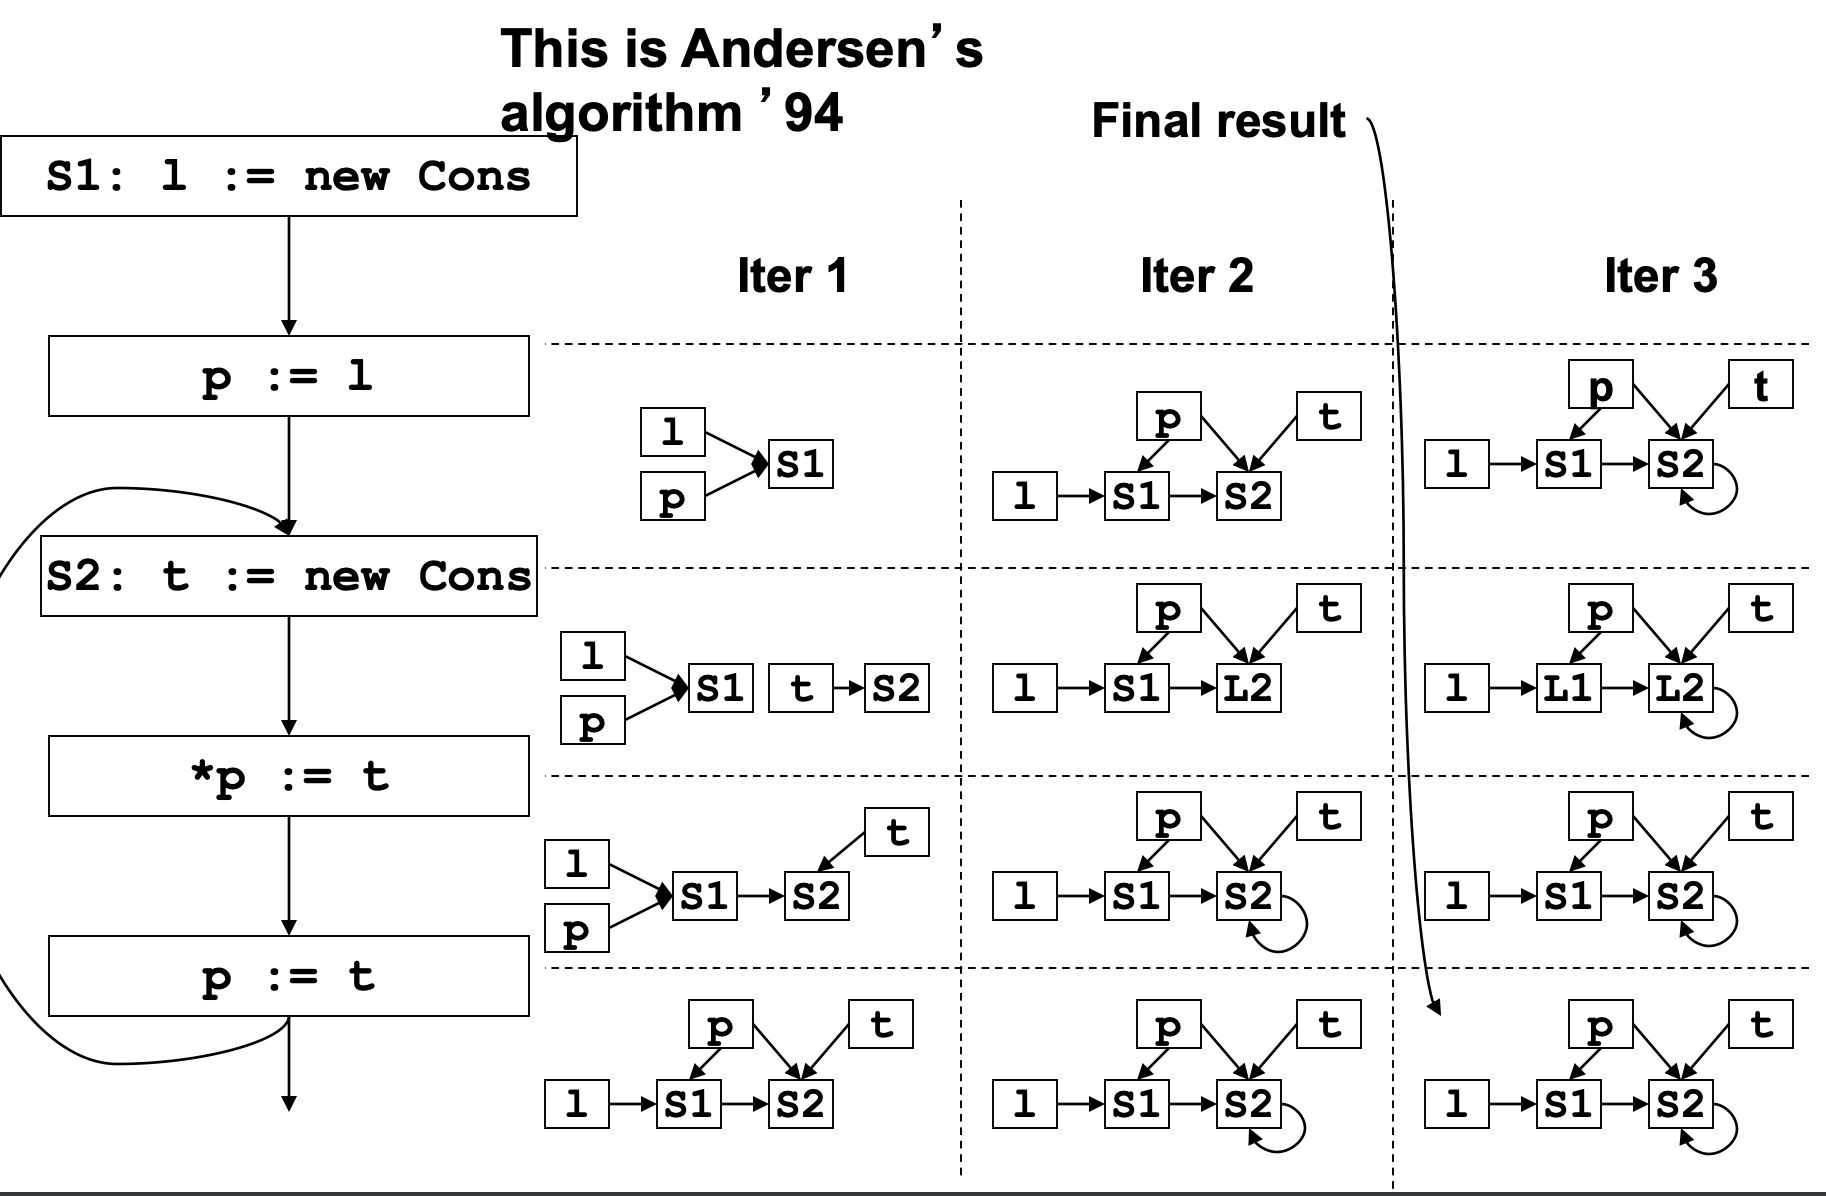 This is Andersen’s
algorithm ’94
Final result
S1: l := new Cons
Iter 1 Iter 2 Iter 3
p := l
l p S1
p t l S1 S2
p t l S1 S2
S2: t := new Cons
l p S1 t S2
p t l S1 L2
p t l L1 L2
*p := t
l p S1 S2 t
p t l S1 S2
p t l S1 S2
p := t
p t l S1 S2
p t l S1 S2
p t l S1 S2